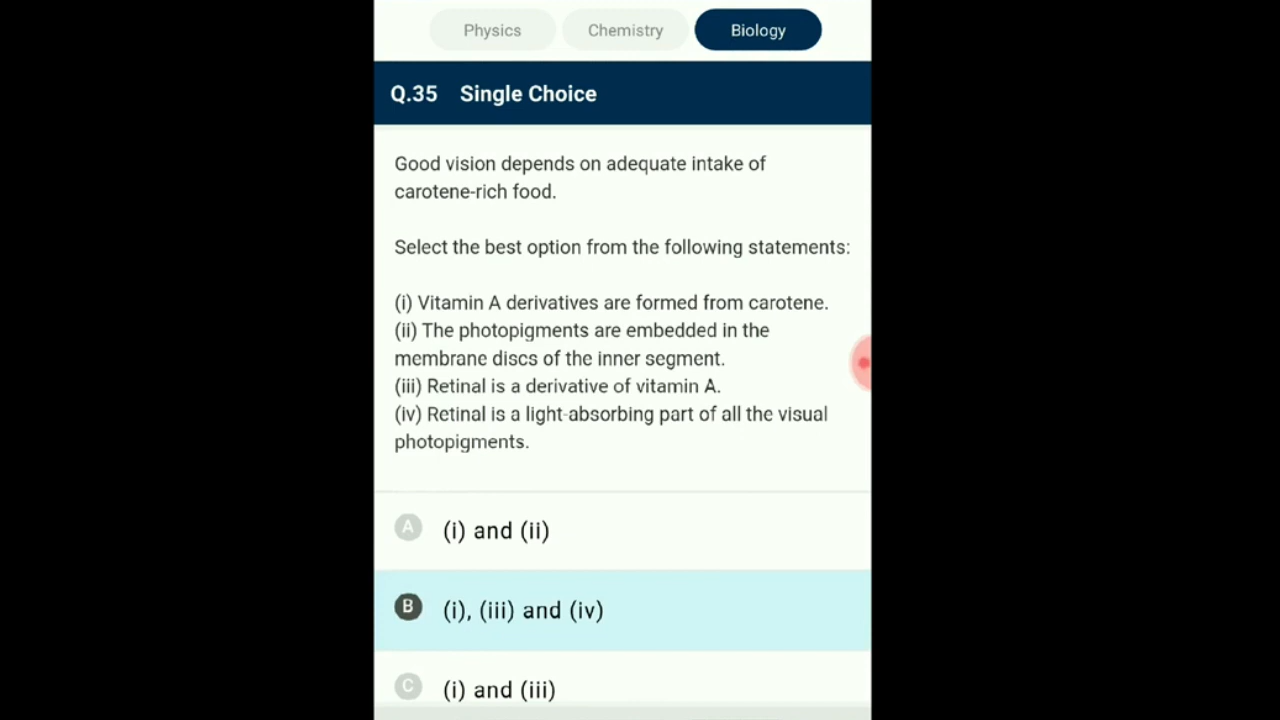 Physics Chemistry Biology
Q.35 Single Choice
Good vision depends on adequate intake of
carotene-rich food.
Select the best option from the following statements:
(i) Vitamin A derivatives are formed from carotene.
(ii) The photopigments are embedded in the
membrane discs of the inner segment.
(iii) Retinal is a derivative of vitamin A.
(iv) Retinal is a light-absorbing part of all the visual
photopigments.
A (i) and (ii)
B (i), (iii) and (iv)
C (i) and (iii)